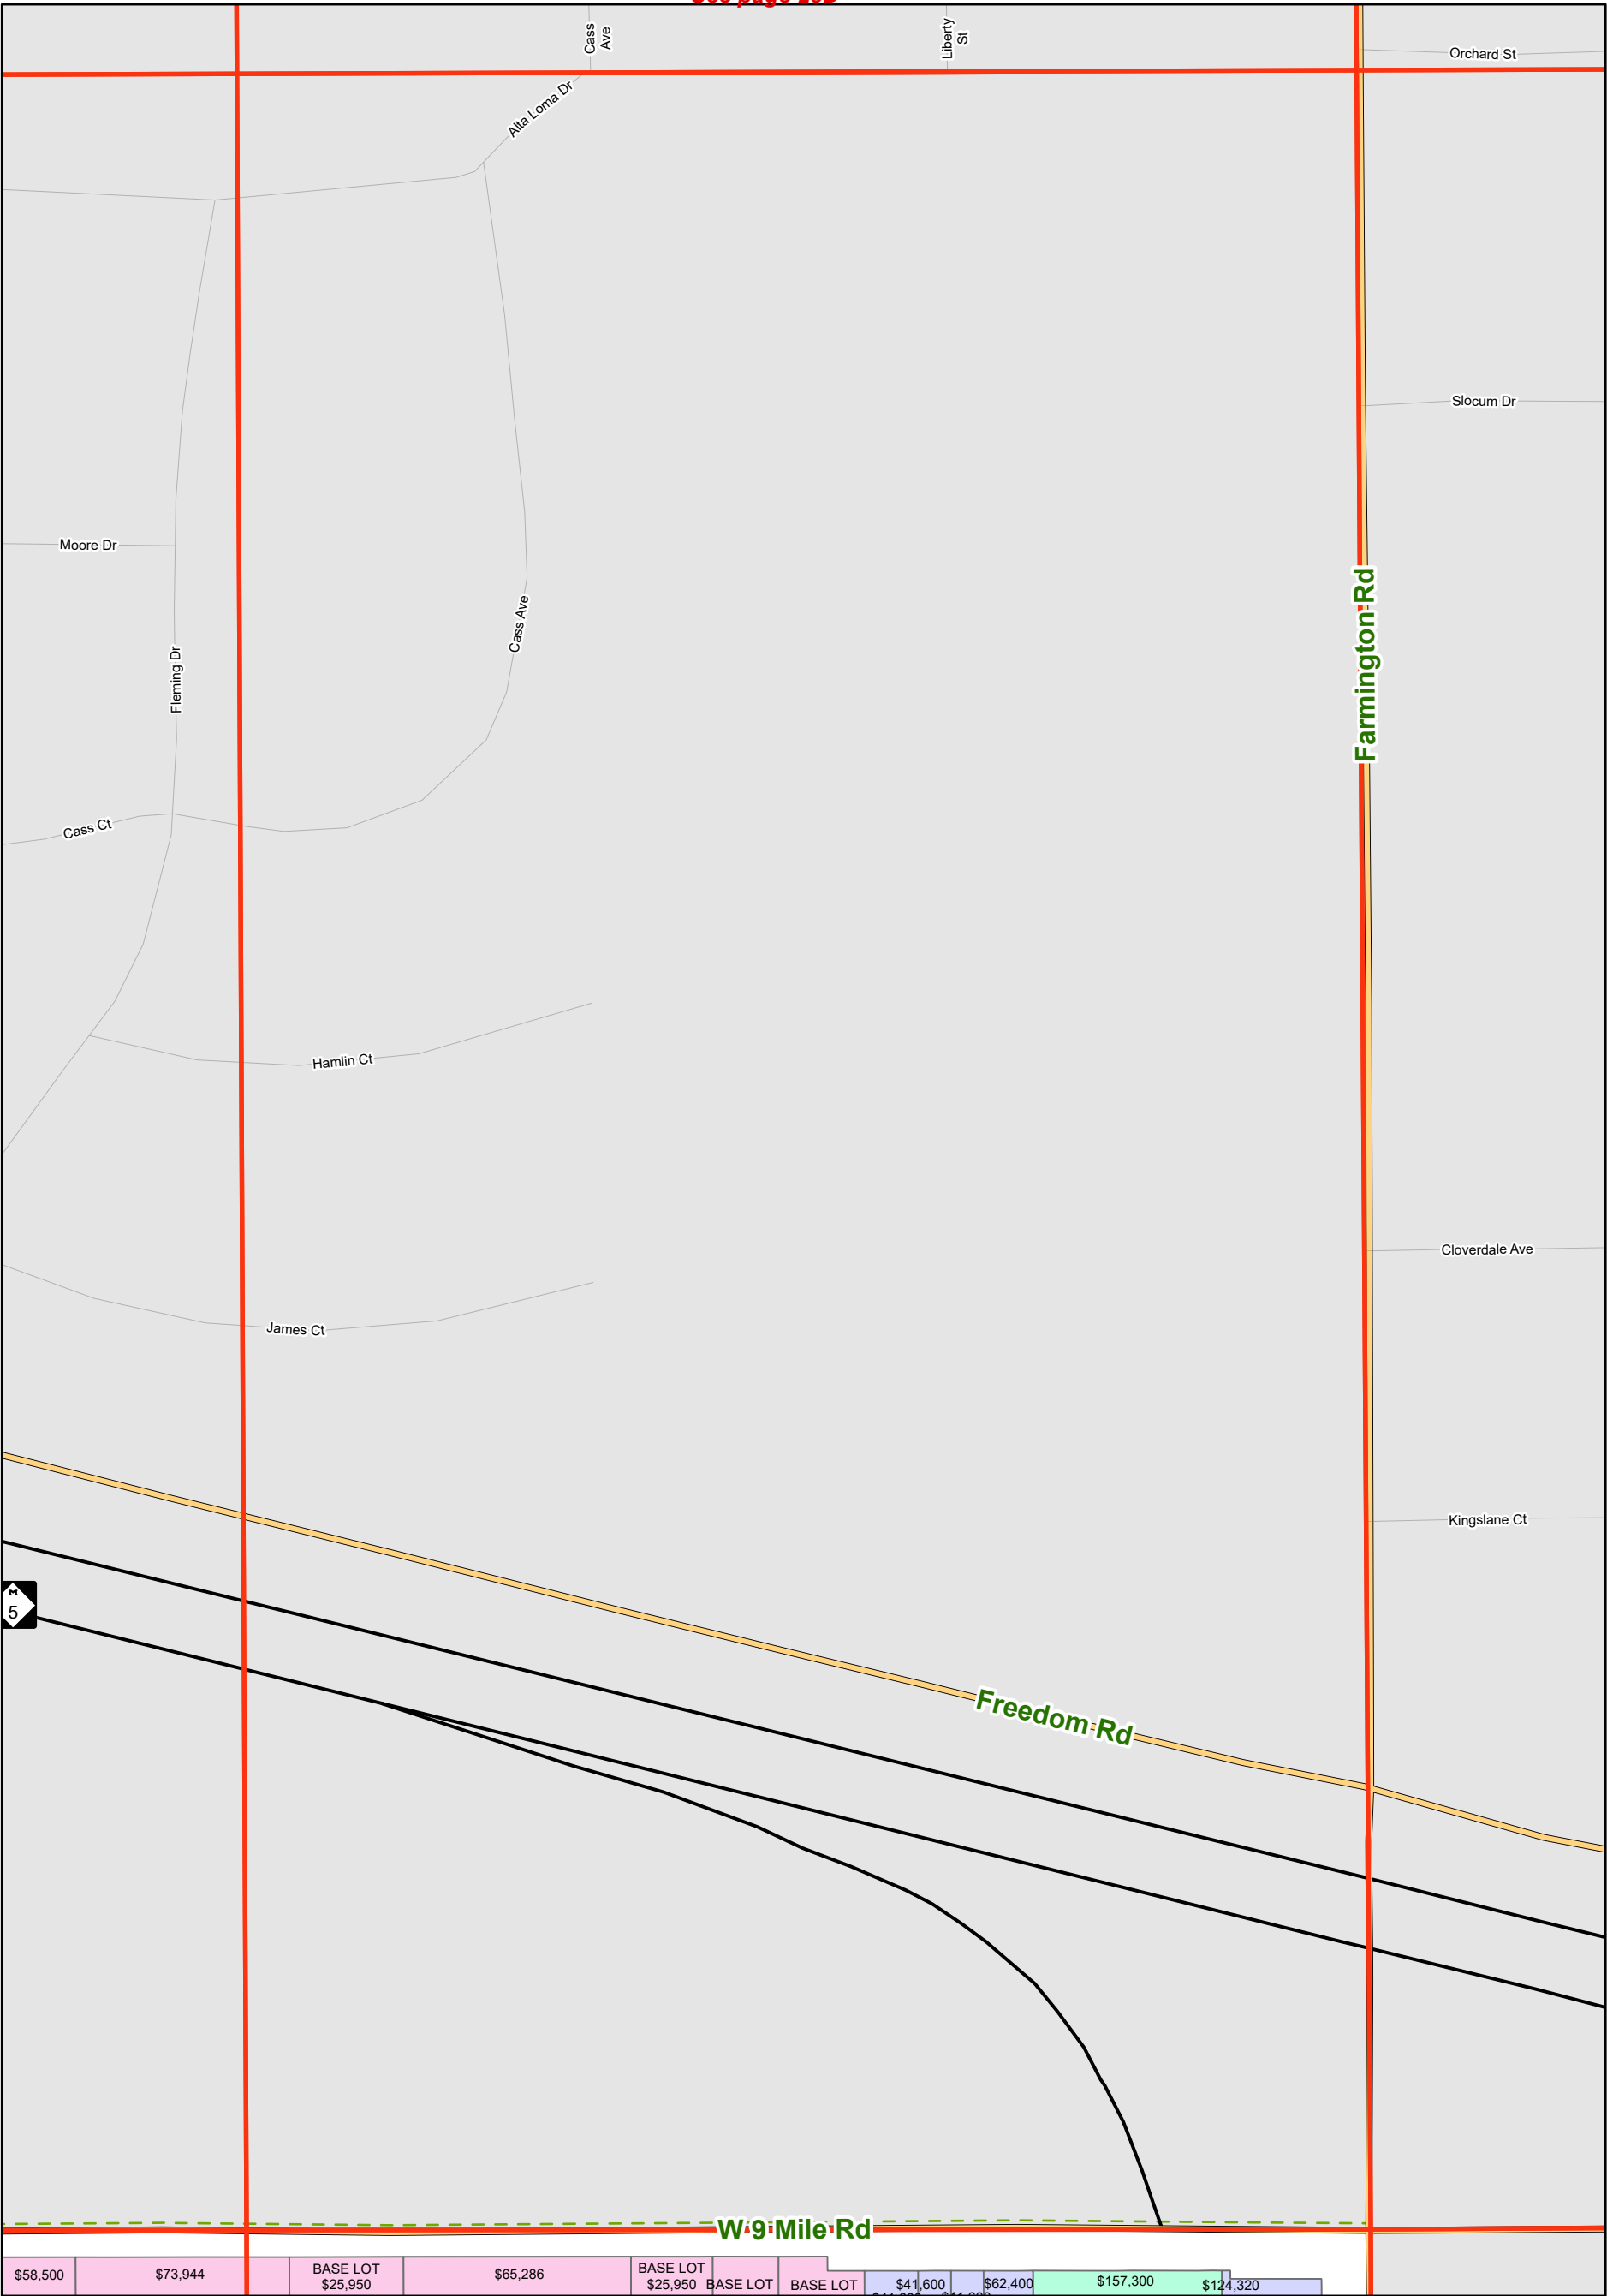 See page 28D
Cass
Ave
Liberty
St
Orchard St
Alta Loma Dr
Slocum Dr
Moore Dr
Farmington Rd
Cass Ave
Fleming Dr
Cass Ct
Hamlin Ct
Cloverdale Ave
James Ct
Kingslane Ct
M
5
Freedom Rd
W 9 Mile Rd
$58,500
$73,944
BASE LOT
$25,950
$65,286
BASE LOT
$25,950
BASE LOT
BASE LOT
$41,600
$62,400
$157,300
$124,320